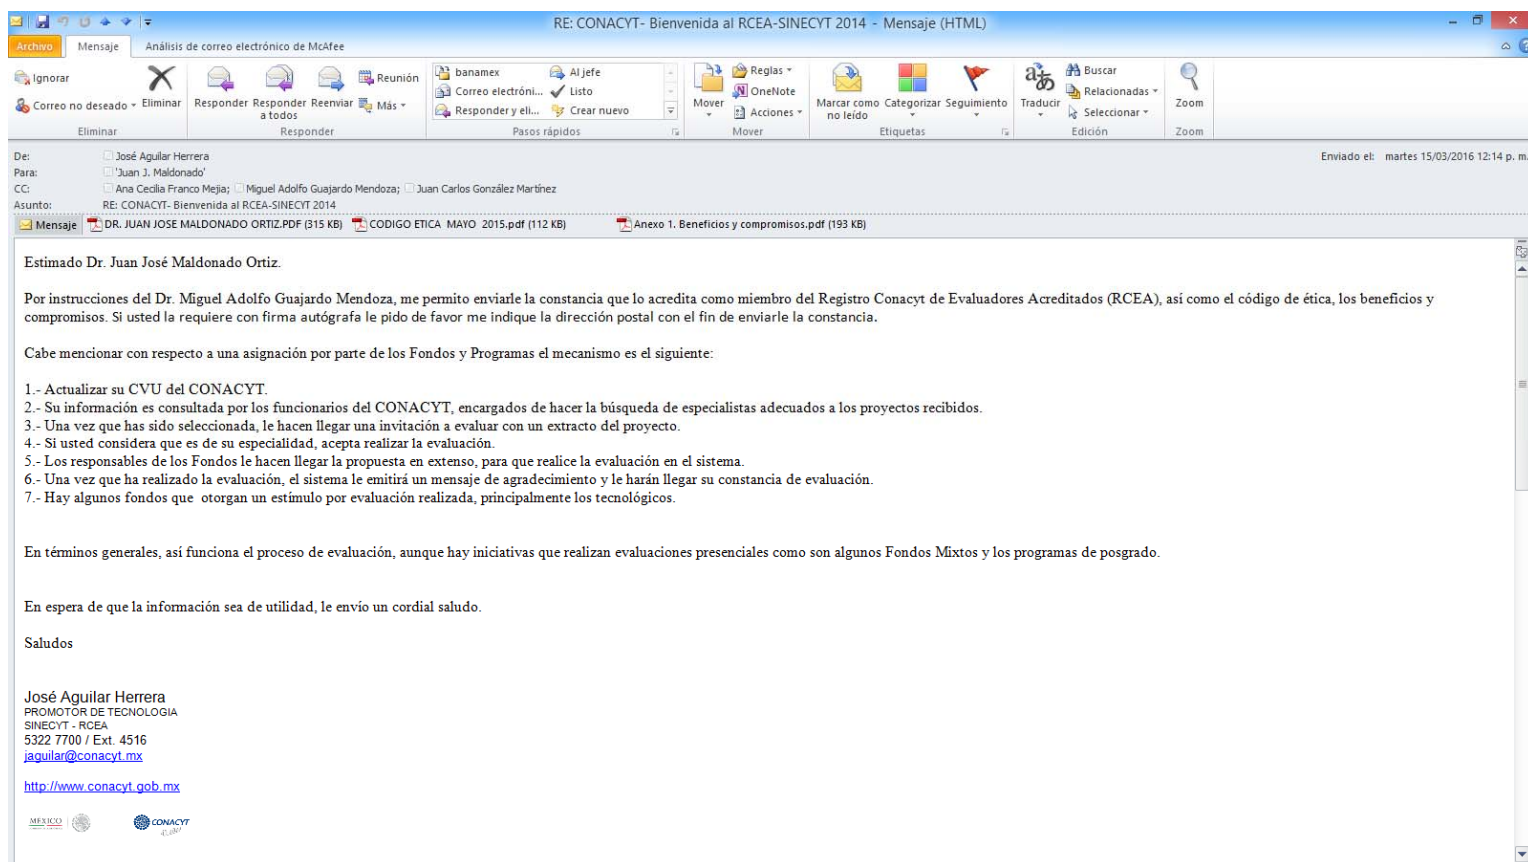 RE: CONACYT- Bienvenida al RCEA-SINECYT 2014 - Mensaje (HTML)
Archivo Mensaje Análisis de correo electrónico de McAfee
Ignorar
Correo no deseado
Eliminar
Eliminar
Responder
Responder a todos
Reenviar
Reunión
Más
Responder
banamex
Correo electróni...
Responder y eli...
Al jefe
Listo
Crear nuevo
Pasos rápidos
Mover
Reglas
OneNote
Acciones
Mover
Marcar como no leído
Categorizar
Seguimiento
Etiquetas
Traducir
Buscar
Relacionadas
Seleccionar
Edición
Zoom
Zoom
De: José Aguilar Herrera
Enviado el: martes 15/03/2016 12:14 p. m.
Para: 'Juan J. Maldonado'
CC: Ana Cecilia Franco Mejia; Miguel Adolfo Guajardo Mendoza; Juan Carlos González Martínez
Asunto: RE: CONACYT- Bienvenida al RCEA-SINECYT 2014
Mensaje DR. JUAN JOSE MALDONADO ORTIZ.PDF (315 KB) CODIGO ETICA MAYO 2015.pdf (112 KB) Anexo 1. Beneficios y compromisos.pdf (193 KB)
Estimado Dr. Juan José Maldonado Ortiz.
Por instrucciones del Dr. Miguel Adolfo Guajardo Mendoza, me permito enviarle la constancia que lo acredita como miembro del Registro Conacyt de Evaluadores Acreditados (RCEA), así como el código de ética, los beneficios y
compromisos. Si usted la requiere con firma autógrafa le pido de favor me indique la dirección postal con el fin de enviarle la constancia.
Cabe mencionar con respecto a una asignación por parte de los Fondos y Programas el mecanismo es el siguiente:
1.- Actualizar su CVU del CONACYT.
2.- Su información es consultada por los funcionarios del CONACYT, encargados de hacer la búsqueda de especialistas adecuados a los proyectos recibidos.
3.- Una vez que has sido seleccionada, le hacen llegar una invitación a evaluar con un extracto del proyecto.
4.- Si usted considera que es de su especialidad, acepta realizar la evaluación.
5.- Los responsables de los Fondos le hacen llegar la propuesta en extenso, para que realice la evaluación en el sistema.
6.- Una vez que ha realizado la evaluación, el sistema le emitirá un mensaje de agradecimiento y le harán llegar su constancia de evaluación.
7.- Hay algunos fondos que otorgan un estímulo por evaluación realizada, principalmente los tecnológicos.
En términos generales, así funciona el proceso de evaluación, aunque hay iniciativas que realizan evaluaciones presenciales como son algunos Fondos Mixtos y los programas de posgrado.
En espera de que la información sea de utilidad, le envío un cordial saludo.
Saludos
José Aguilar Herrera
PROMOTOR DE TECNOLOGIA
SINECYT - RCEA
5322 7700 / Ext. 4516
jaguilar@conacyt.mx
http://www.conacyt.gob.mx
MÉXICO
CONACYT